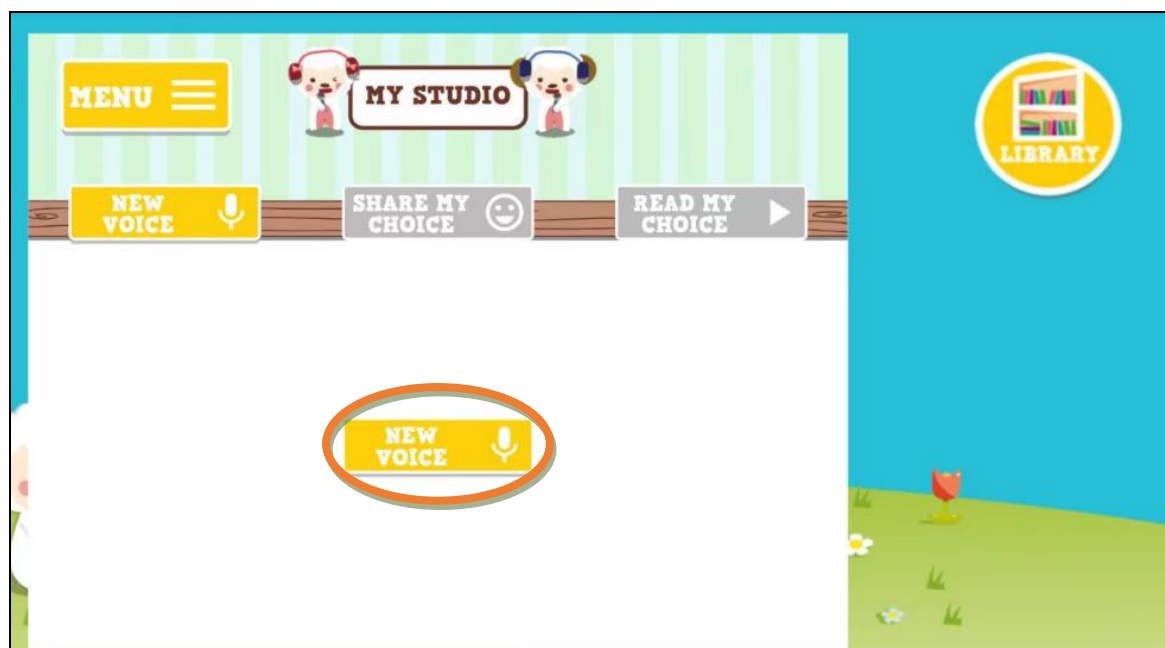 MENU
MY STUDIO
LIBRARY
NEW
VOICE
SHARE MY
CHOICE
READ MY
CHOICE
NEW
VOICE